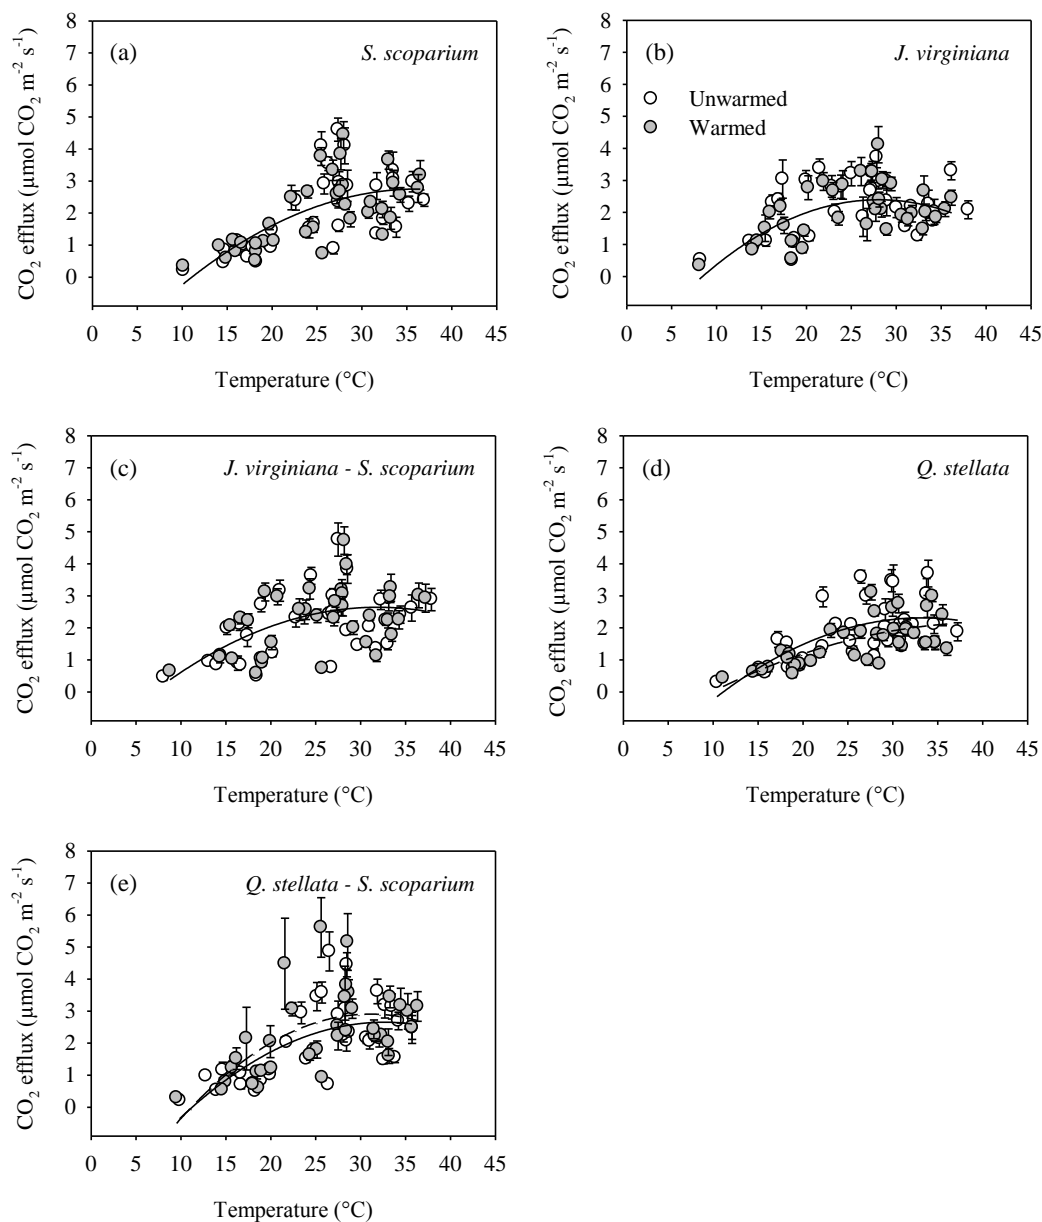 (a) S. scoparium
CO2 efflux (µmol CO2 m-2 s-1)
8
7
6
5
4
3
2
1
0
0 5 10 15 20 25 30 35 40 45
Temperature (°C)
(b) J. virginiana
Unwarmed
Warmed
CO2 efflux (µmol CO2 m-2 s-1)
8
7
6
5
4
3
2
1
0
0 5 10 15 20 25 30 35 40 45
Temperature (°C)
(c) J. virginiana - S. scoparium
CO2 efflux (µmol CO2 m-2 s-1)
8
7
6
5
4
3
2
1
0
0 5 10 15 20 25 30 35 40 45
Temperature (°C)
(d) Q. stellata
CO2 efflux (µmol CO2 m-2 s-1)
8
7
6
5
4
3
2
1
0
0 5 10 15 20 25 30 35 40 45
Temperature (°C)
(e) Q. stellata - S. scoparium
CO2 efflux (µmol CO2 m-2 s-1)
8
7
6
5
4
3
2
1
0
0 5 10 15 20 25 30 35 40 45
Temperature (°C)